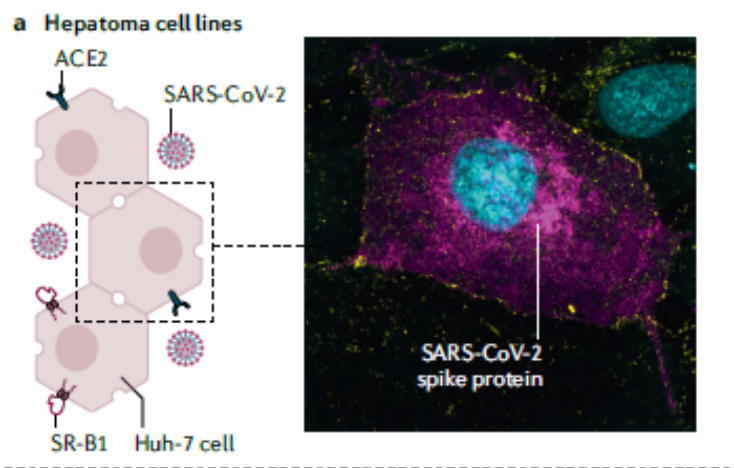 a Hepatoma cell lines
ACE2
SARS-CoV-2
SARS-CoV-2
spike protein
SR-B1 Huh-7 cell